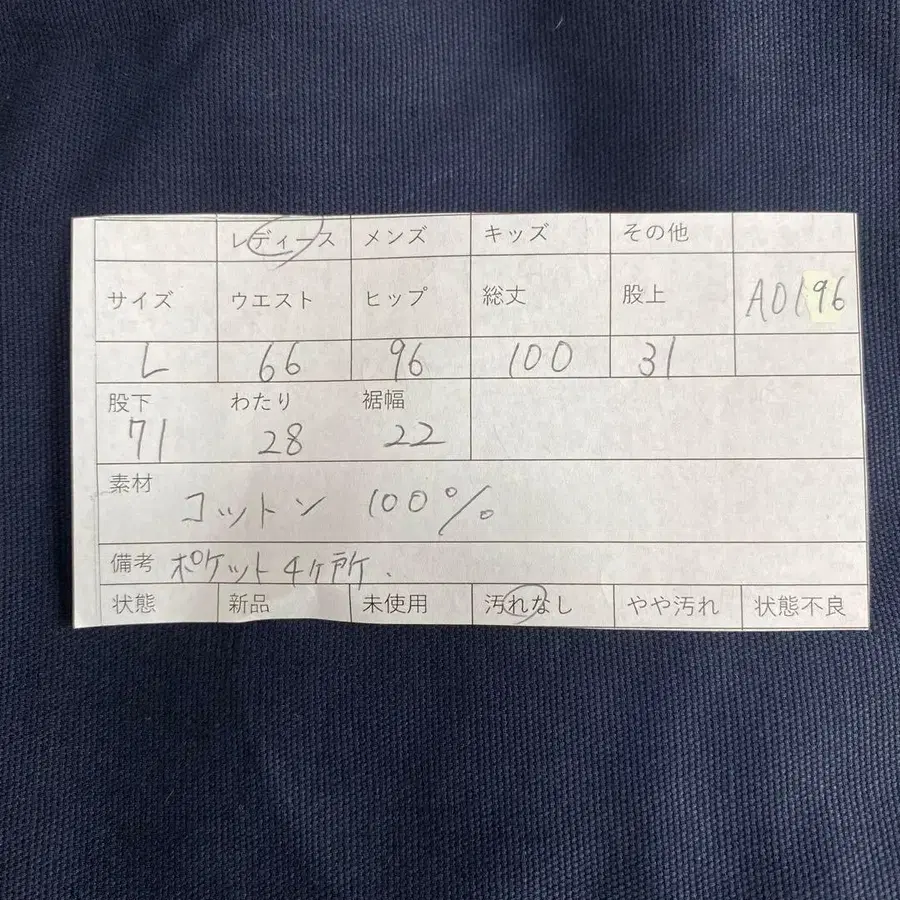 レディース メンズ キッズ その他
サイズ ウエスト ヒップ 総丈 股上 A0196
L 66 96 100 31
股下 わたり 裾幅
71 28 22
素材
コットン 100%
備考 ポケット4ヶ所.
状態 新品 未使用 汚れなし やや汚れ 状態不良